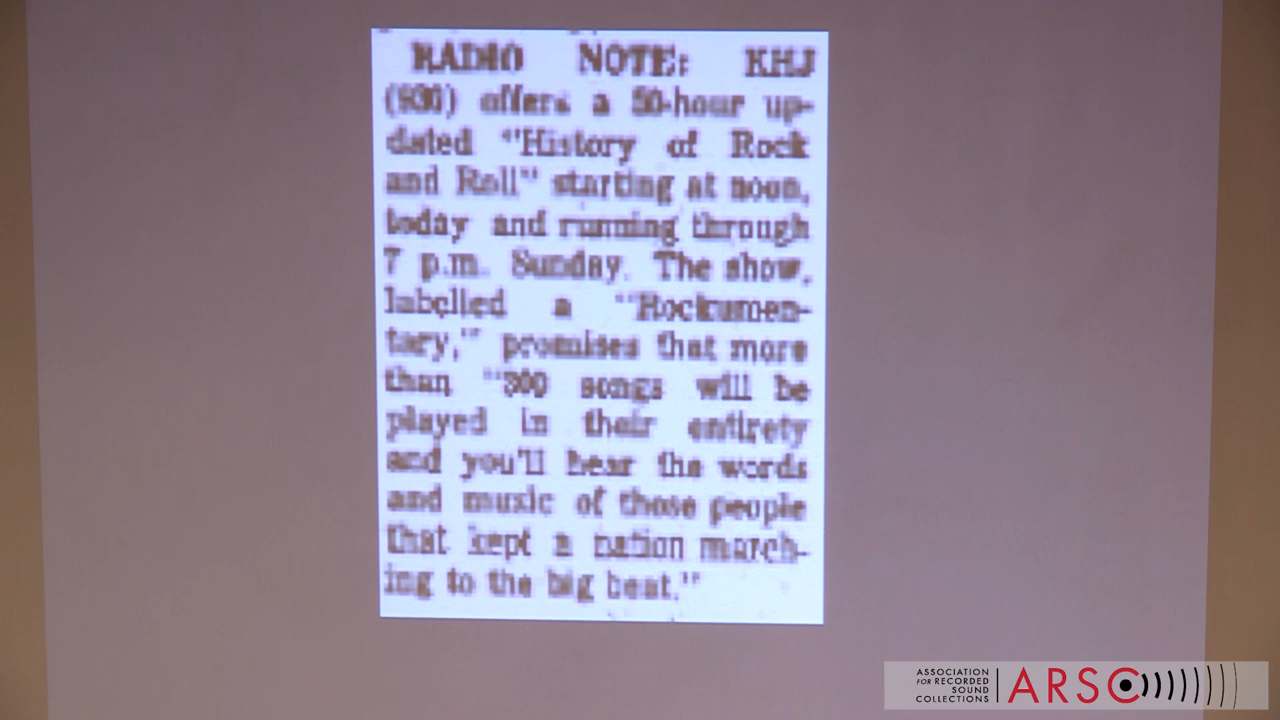 RADIO NOTE: KHJ
(930) offers a 50-hour up-
dated "History of Rock
and Roll" starting at noon,
today and running through
7 p.m. Sunday. The show,
labelled a "Rockumen-
tary," promises that more
than "300 songs will be
played in their entirety
and you'll hear the words
and music of those people
that kept a nation march-
ing to the big beat."
ASSOCIATION
FOR RECORDED
SOUND
COLLECTIONS
ARSC